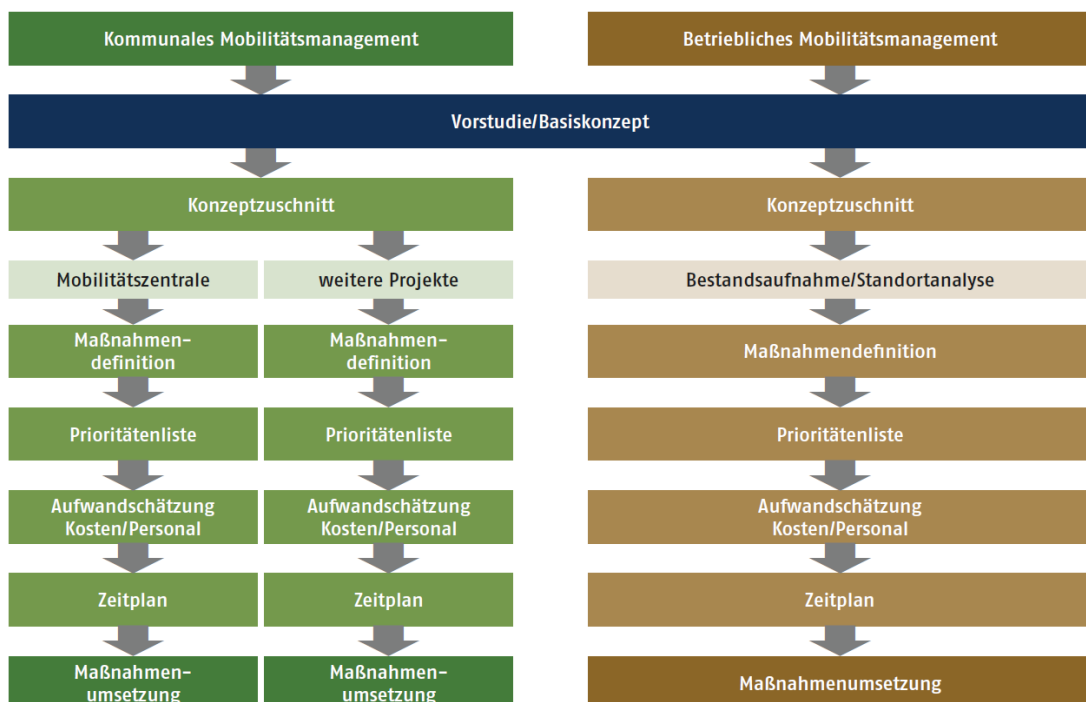 Kommunales Mobilitätsmanagement
Betriebliches Mobilitätsmanagement
Vorstudie/Basiskonzept
Konzeptzuschnitt
Konzeptzuschnitt
Mobilitätszentrale
weitere Projekte
Bestandsaufnahme/Standortanalyse
Maßnahmen-
definition
Maßnahmen-
definition
Maßnahmendefinition
Prioritätenliste
Prioritätenliste
Prioritätenliste
Aufwandschätzung
Kosten/Personal
Aufwandschätzung
Kosten/Personal
Aufwandschätzung
Kosten/Personal
Zeitplan
Zeitplan
Zeitplan
Maßnahmen-
umsetzung
Maßnahmen-
umsetzung
Maßnahmenumsetzung